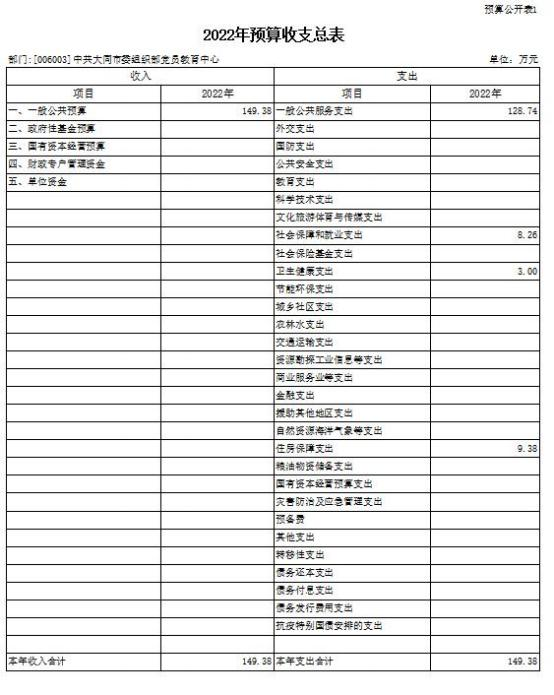 预算公开表1
2022年预算收支总表
部门:[006003]中共大同市委组织部党员教育中心 单位：万元
收入 支出
项目 2022年 项目 2022年
一、一般公共预算 149.38 一般公共服务支出 128.74
二、政府性基金预算 外交支出
三、国有资本经营预算 国防支出
四、财政专户管理资金 公共安全支出
五、单位资金 教育支出
科学技术支出
文化旅游体育与传媒支出
社会保障和就业支出 8.26
社会保险基金支出
卫生健康支出 3.00
节能环保支出
城乡社区支出
农林水支出
交通运输支出
资源勘探工业信息等支出
商业服务业等支出
金融支出
援助其他地区支出
自然资源海洋气象等支出
住房保障支出 9.38
粮油物资储备支出
国有资本经营预算支出
灾害防治及应急管理支出
预备费
其他支出
转移性支出
债务还本支出
债务付息支出
债务发行费用支出
抗疫特别国债安排的支出
本年收入合计 149.38 本年支出合计 149.38